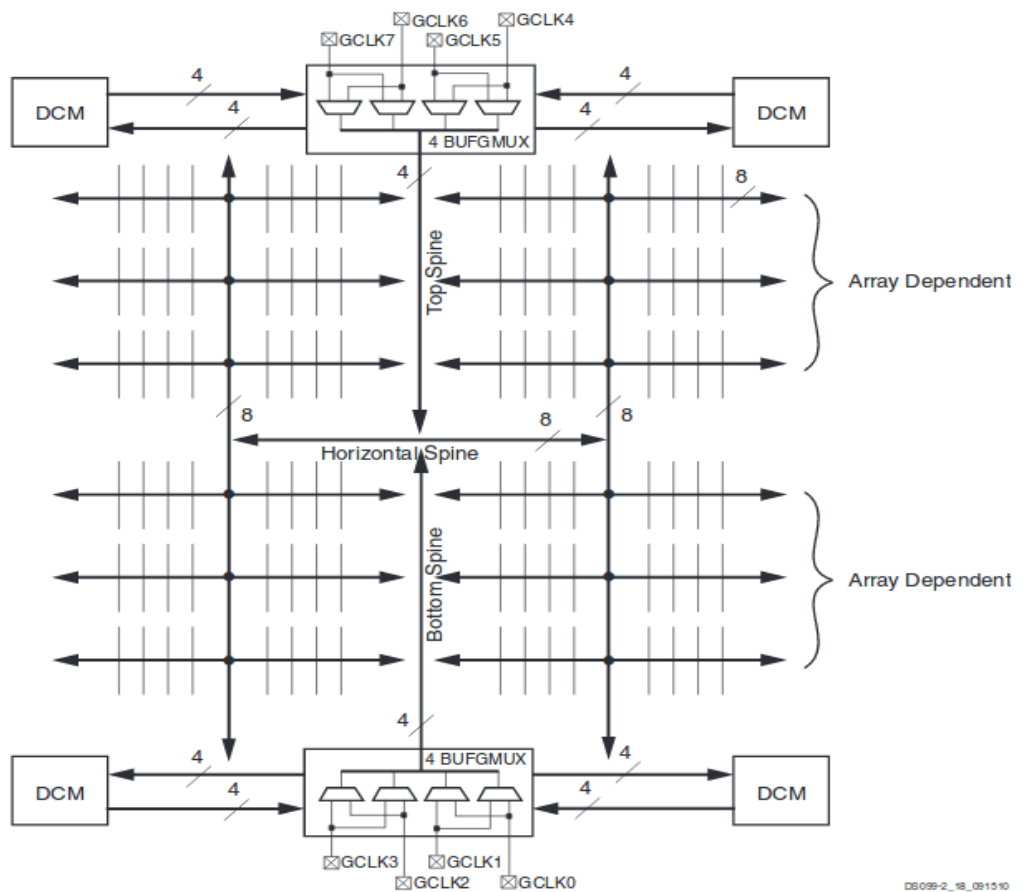 GCLK6
GCLK4
GCLK7
GCLK5
4
4
DCM
DCM
4
4
4 BUFGMUX
4
8
Top Spine
Array Dependent
8
8
8
Horizontal Spine
Bottom Spine
Array Dependent
4
4 BUFGMUX
4
4
DCM
DCM
4
4
GCLK3
GCLK1
GCLK2
GCLK0
DS099-2_18_091510